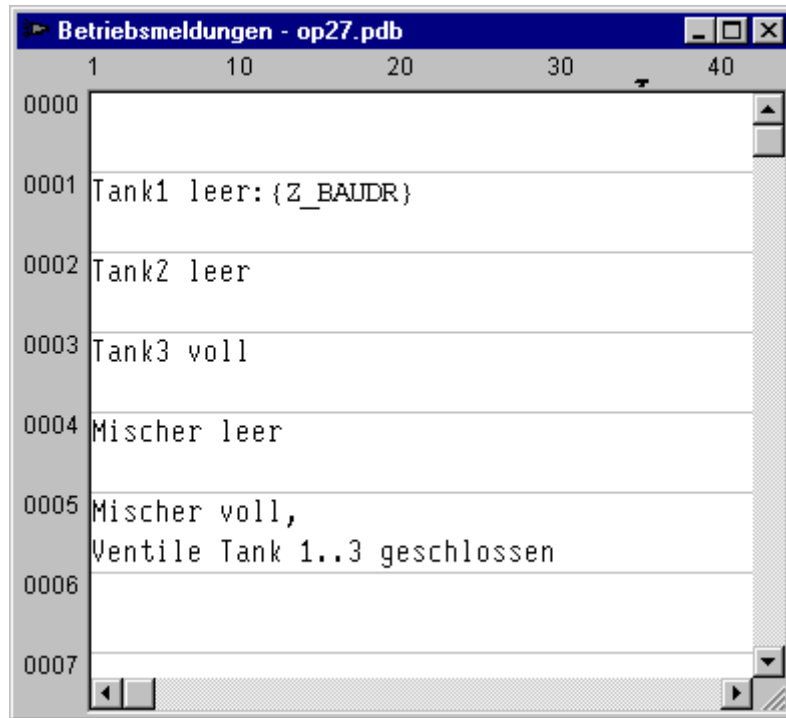 Betriebsmeldungen - op27.pdb
1 10 20 30 40
0000
0001 Tank1 leer:{Z_BAUDR}
0002 Tank2 leer
0003 Tank3 voll
0004 Mischer leer
0005 Mischer voll,
Ventile Tank 1..3 geschlossen
0006
0007